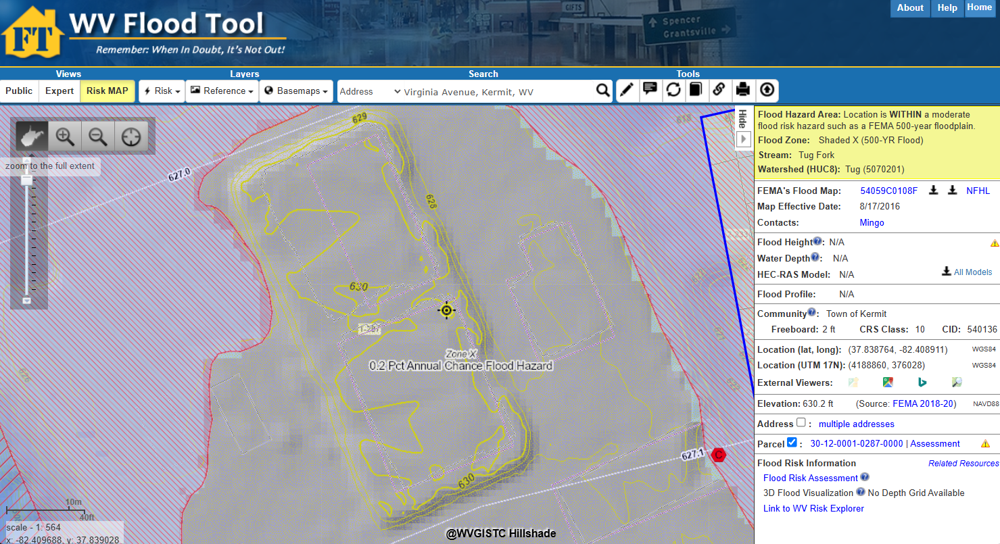 About Help Home
GIFTS
Spencer
Grantsville
FT
WV Flood Tool
Remember: When In Doubt, It's Not Out!
Views Layers Search Tools
Public Expert Risk MAP Risk Reference Basemaps Address Virginia Avenue, Kermit, WV
Hide
zoom to the full extent
629
618
627.0
628
630
622
T-287
Zone X
0.2 Pct Annual Chance Flood Hazard
621
626
622
630
627.1
C
10m
40ft
scale - 1: 564
x: -82.409688, y: 37.839028
@WVGISTC Hillshade
Flood Hazard Area: Location is WITHIN a moderate
flood risk hazard such as a FEMA 500-year floodplain.
Flood Zone: Shaded X (500-YR Flood)
Stream: Tug Fork
Watershed (HUC8): Tug (5070201)
FEMA's Flood Map: 54059C0108F NFHL
Map Effective Date: 8/17/2016
Contacts: Mingo
Flood Height: N/A
Water Depth: N/A
HEC-RAS Model: N/A All Models
Flood Profile: N/A
Community: Town of Kermit
Freeboard: 2 ft CRS Class: 10 CID: 540136
Location (lat, long): (37.838764, -82.408911) WGS84
Location (UTM 17N): (4188860, 376028) WGS84
External Viewers:
Elevation: 630.2 ft (Source: FEMA 2018-20) NAVD88
Address : multiple addresses
Parcel : 30-12-0001-0287-0000 | Assessment
Flood Risk Information Related Resources
Flood Risk Assessment
3D Flood Visualization No Depth Grid Available
Link to WV Risk Explorer